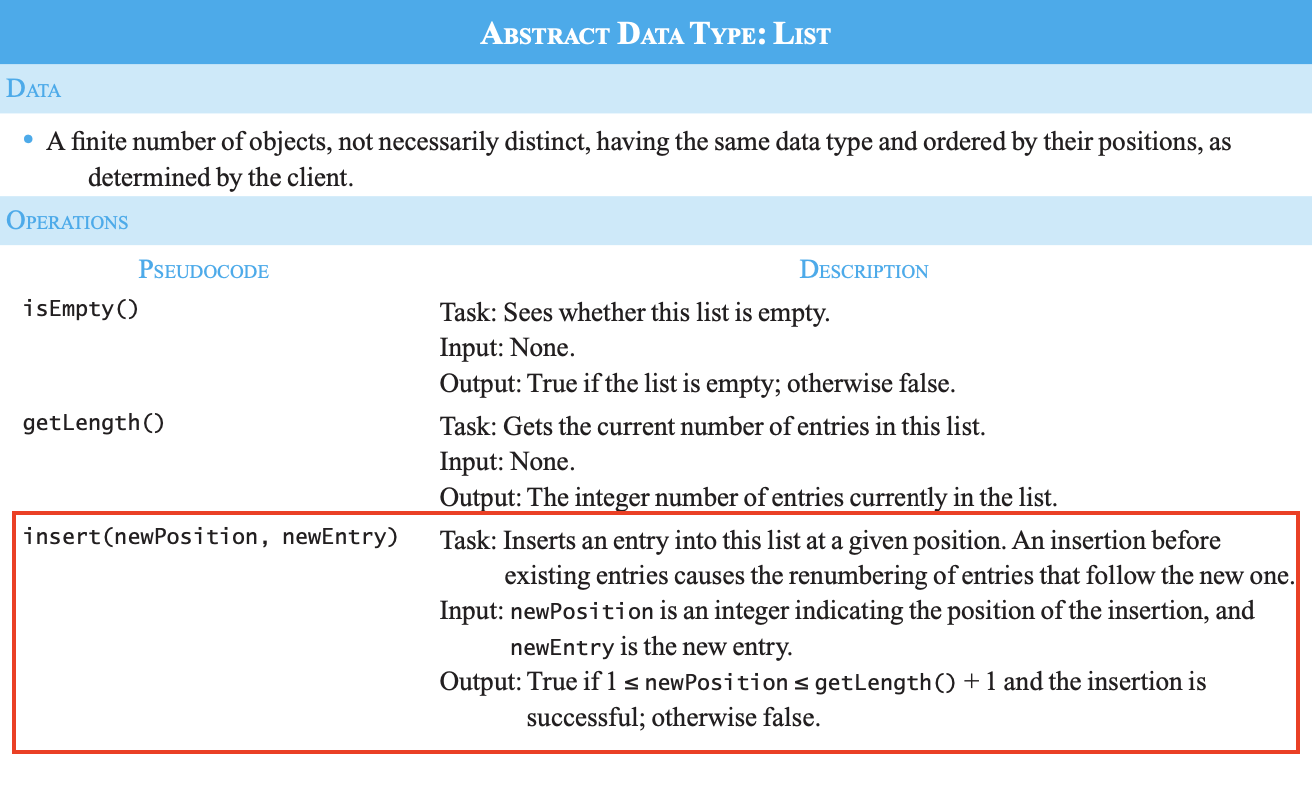 Abstract Data Type: List
Data
• A finite number of objects, not necessarily distinct, having the same data type and ordered by their positions, as
determined by the client.
Operations
Pseudocode Description
isEmpty() Task: Sees whether this list is empty.
Input: None.
Output: True if the list is empty; otherwise false.
getLength() Task: Gets the current number of entries in this list.
Input: None.
Output: The integer number of entries currently in the list.
insert(newPosition, newEntry) Task: Inserts an entry into this list at a given position. An insertion before
existing entries causes the renumbering of entries that follow the new one.
Input: newPosition is an integer indicating the position of the insertion, and
newEntry is the new entry.
Output: True if 1 ≤ newPosition ≤ getLength() + 1 and the insertion is
successful; otherwise false.